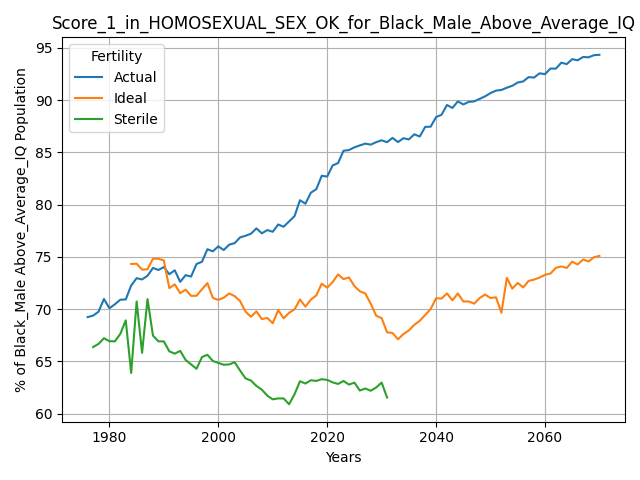 Score_1_in_HOMOSEXUAL_SEX_OK_for_Black_Male_Above_Average_IQ
Fertility
Actual
Ideal
Sterile
% of Black_Male Above_Average_IQ Population
95
90
85
80
75
70
65
60
1980
2000
2020
2040
2060
Years